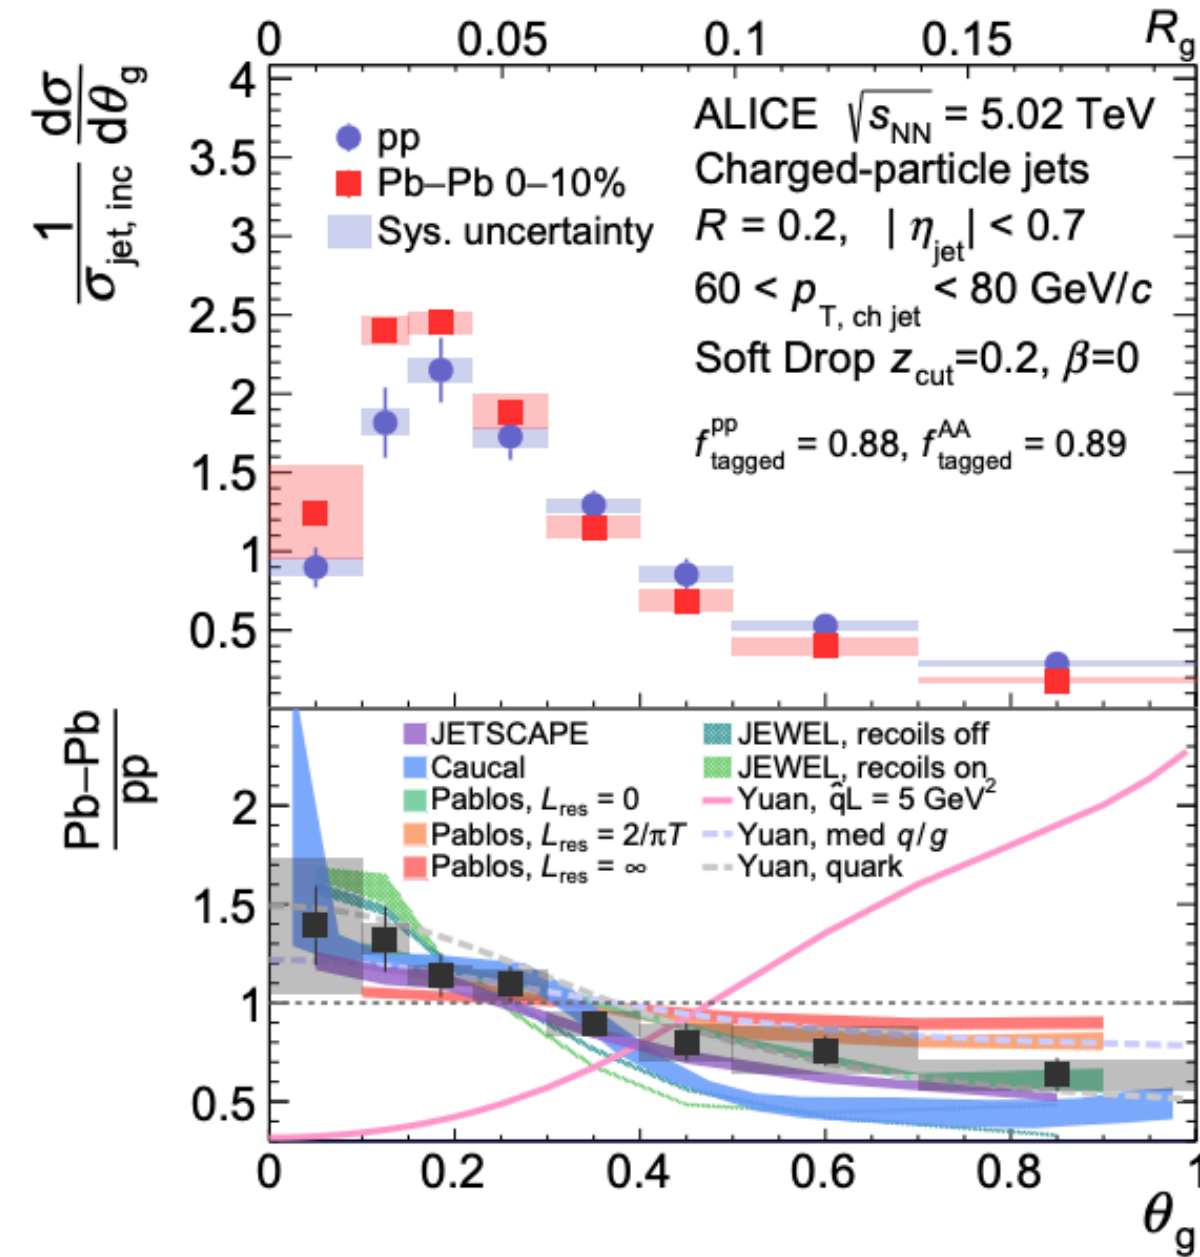 0 0.05 0.1 0.15 R_g
1/σ_jet, inc dσ/dθ_g
4
3.5
3
2.5
2
1.5
1
0.5
pp
Pb–Pb 0–10%
Sys. uncertainty
ALICE √s_NN = 5.02 TeV
Charged-particle jets
R = 0.2, | η_jet | < 0.7
60 < p_T, ch jet < 80 GeV/c
Soft Drop z_cut=0.2, β=0
f_tagged^pp = 0.88, f_tagged^AA = 0.89
Pb–Pb/pp
2
1.5
1
0.5
JETSCAPE
Caucal
Pablos, L_res = 0
Pablos, L_res = 2/πT
Pablos, L_res = ∞
JEWEL, recoils off
JEWEL, recoils on
Yuan, q̂L = 5 GeV²
Yuan, med q/g
Yuan, quark
0 0.2 0.4 0.6 0.8 1
θ_g